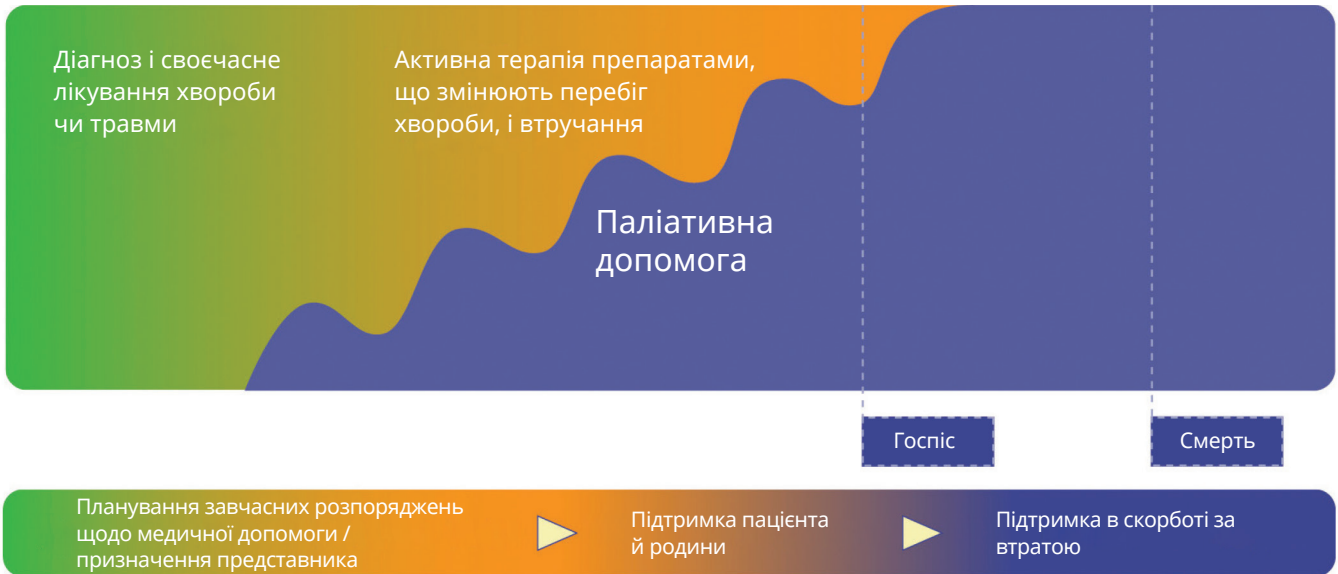 Діагноз і своєчасне
лікування хвороби
чи травми
Активна терапія препаратами,
що змінюють перебіг
хвороби, і втручання
Паліативна
допомога
Госпіс
Смерть
Планування завчасних розпоряджень
щодо медичної допомоги /
призначення представника
Підтримка пацієнта
й родини
Підтримка в скорботі за
втратою